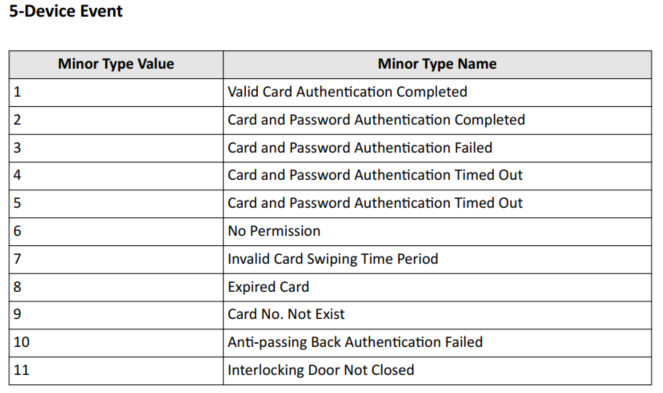 5-Device Event
Minor Type Value Minor Type Name
1 Valid Card Authentication Completed
2 Card and Password Authentication Completed
3 Card and Password Authentication Failed
4 Card and Password Authentication Timed Out
5 Card and Password Authentication Timed Out
6 No Permission
7 Invalid Card Swiping Time Period
8 Expired Card
9 Card No. Not Exist
10 Anti-passing Back Authentication Failed
11 Interlocking Door Not Closed